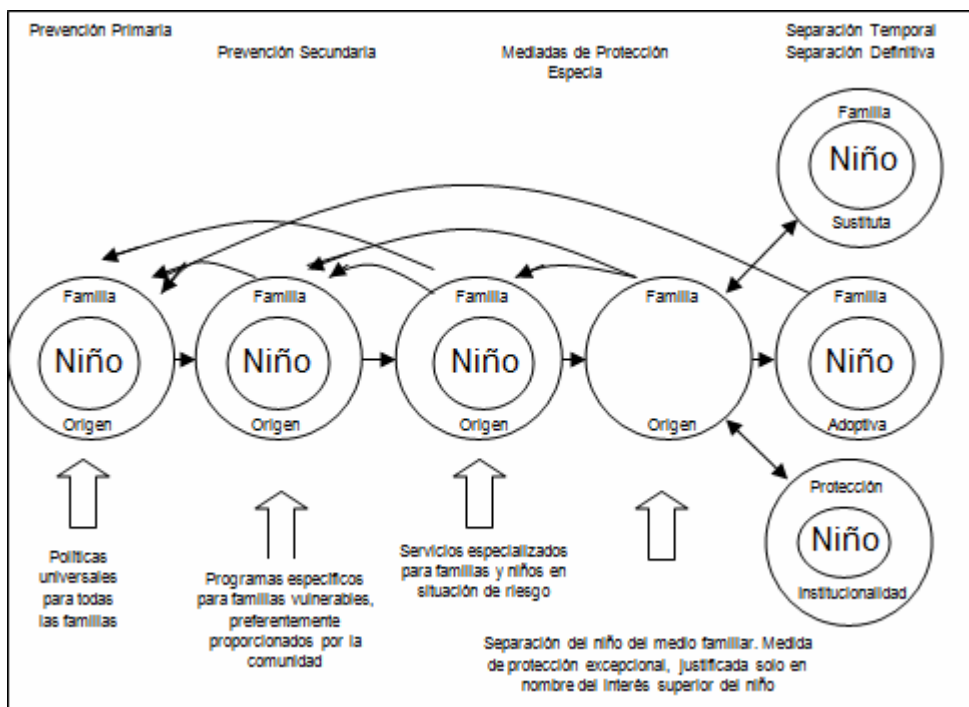 Prevención Primaria
Prevención Secundaria
Mediadas de Protección
Especia
Separación Temporal
Separación Definitiva
Familia
Niño
Sustituta
Familia
Niño
Origen
Familia
Niño
Origen
Familia
Niño
Origen
Familia
Origen
Familia
Niño
Adoptiva
Protección
Niño
Institucionalidad
Políticas
universales
para todas
las familias
Programas específicos
para familias vulnerables,
preferentemente
proporcionados por la
comunidad
Servicios especializados
para familias y niños en
situación de riesgo
Separación del niño del medio familiar. Medida
de protección excepcional, justificada solo en
nombre del interés superior del niño